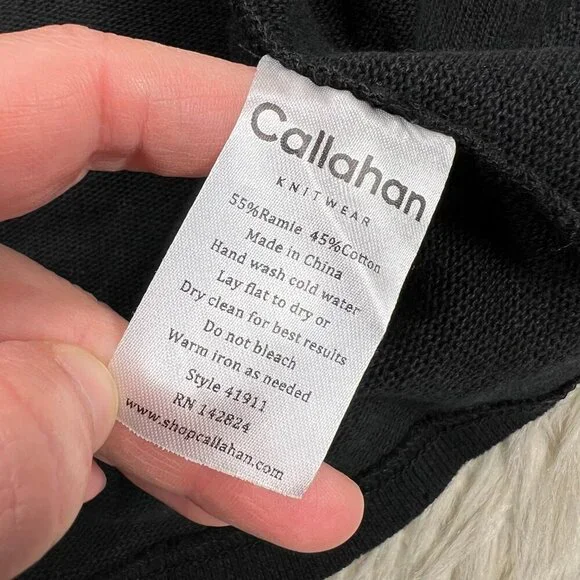 Callahan
KNITWEAR
55%Ramie 45%Cotton
Made in China
Hand wash cold water
Lay flat to dry or
Dry clean for best results
Do not bleach
Warm iron as needed
Style 41911
RN 142824
www.shopcallahan.com